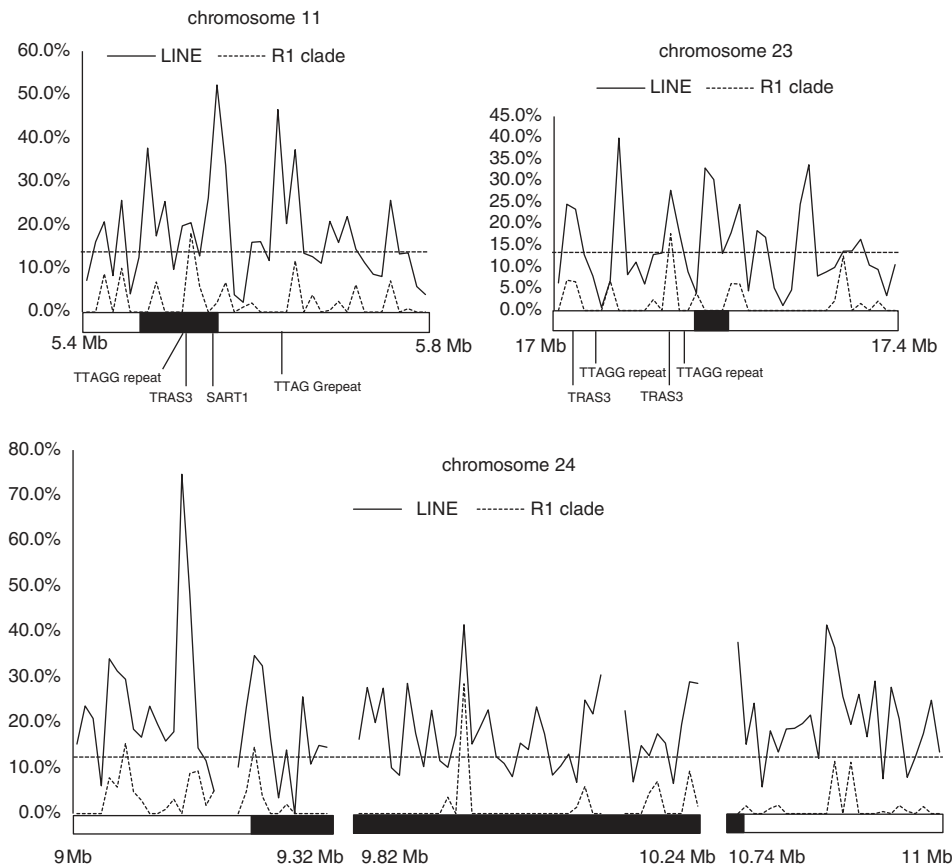 chromosome 11
LINE R1 clade
60.0%
50.0%
40.0%
30.0%
20.0%
10.0%
0.0%
5.4 Mb 5.8 Mb
TTAGG repeat
TRAS3
SART1
TTAG Grepeat
chromosome 23
LINE R1 clade
45.0%
40.0%
35.0%
30.0%
25.0%
20.0%
15.0%
10.0%
5.0%
0.0%
17 Mb 17.4 Mb
TTAGG repeat TTAGG repeat
TRAS3 TRAS3
chromosome 24
LINE R1 clade
80.0%
70.0%
60.0%
50.0%
40.0%
30.0%
20.0%
10.0%
0.0%
9 Mb 9.32 Mb 9.82 Mb 10.24 Mb 10.74 Mb 11 Mb